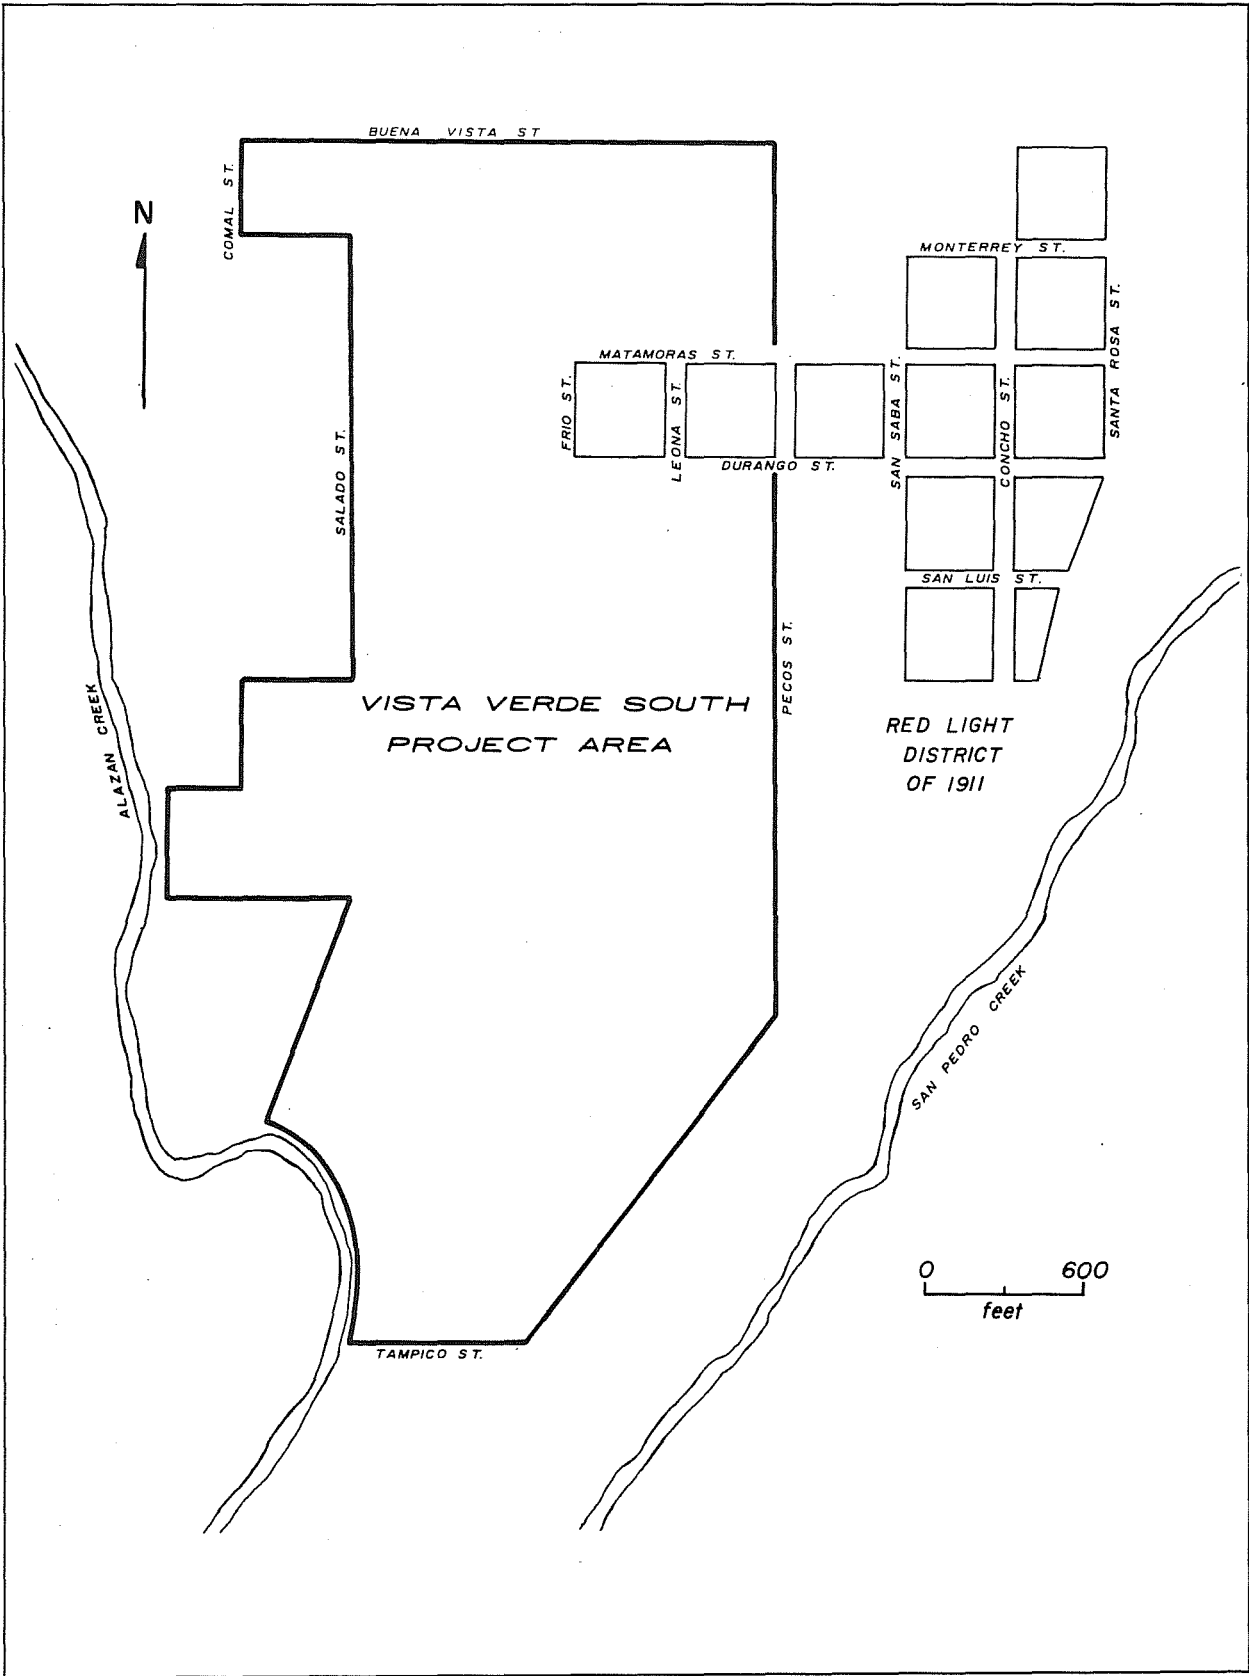 BUENA VISTA ST
COMAL ST.
N
MONTERREY ST.
SANTA ROSA ST.
MATAMORAS ST.
FRIO ST.
LEONA ST.
SAN SABA ST.
CONCHO ST.
DURANGO ST.
SALADO ST.
SAN LUIS ST.
PECOS ST.
ALAZAN CREEK
VISTA VERDE SOUTH
PROJECT AREA
RED LIGHT
DISTRICT
OF 1911
SAN PEDRO CREEK
0 600
feet
TAMPICO ST.